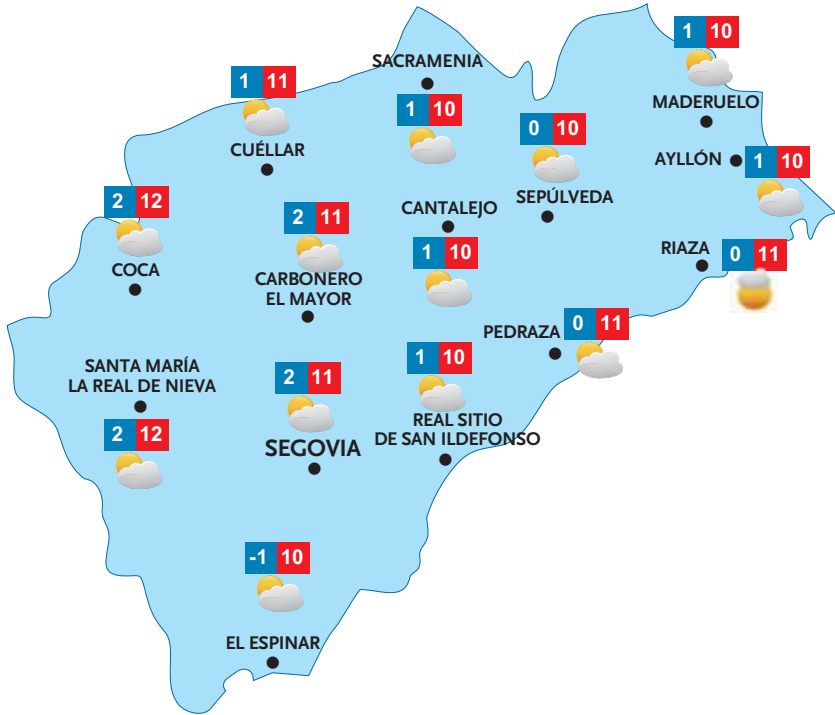 1 10
MADERUELO
SACRAMENIA
1 10
1 11
CUÉLLAR
0 10
SEPÚLVEDA
AYLLÓN
1 10
2 12
COCA
2 11
CARBONERO
EL MAYOR
CANTALEJO
1 10
RIAZA
0 11
PEDRAZA
0 11
SANTA MARÍA
LA REAL DE NIEVA
2 12
2 11
SEGOVIA
1 10
REAL SITIO
DE SAN ILDEFONSO
-1 10
EL ESPINAR